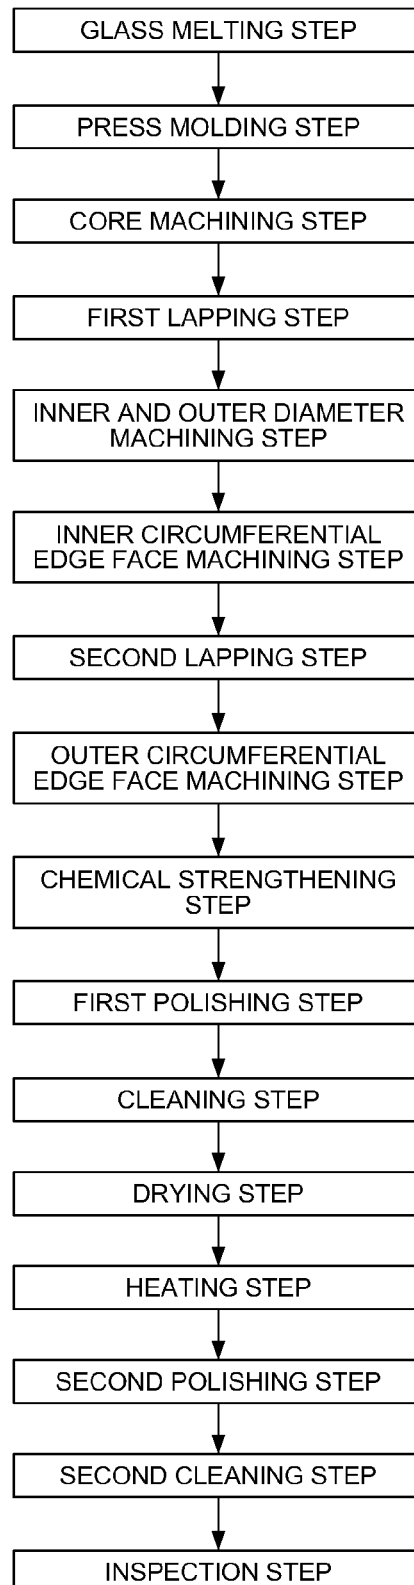 GLASS MELTING STEP
PRESS MOLDING STEP
CORE MACHINING STEP
FIRST LAPPING STEP
INNER AND OUTER DIAMETER
MACHINING STEP
INNER CIRCUMFERENTIAL
EDGE FACE MACHINING STEP
SECOND LAPPING STEP
OUTER CIRCUMFERENTIAL
EDGE FACE MACHINING STEP
CHEMICAL STRENGTHENING
STEP
FIRST POLISHING STEP
CLEANING STEP
DRYING STEP
HEATING STEP
SECOND POLISHING STEP
SECOND CLEANING STEP
INSPECTION STEP